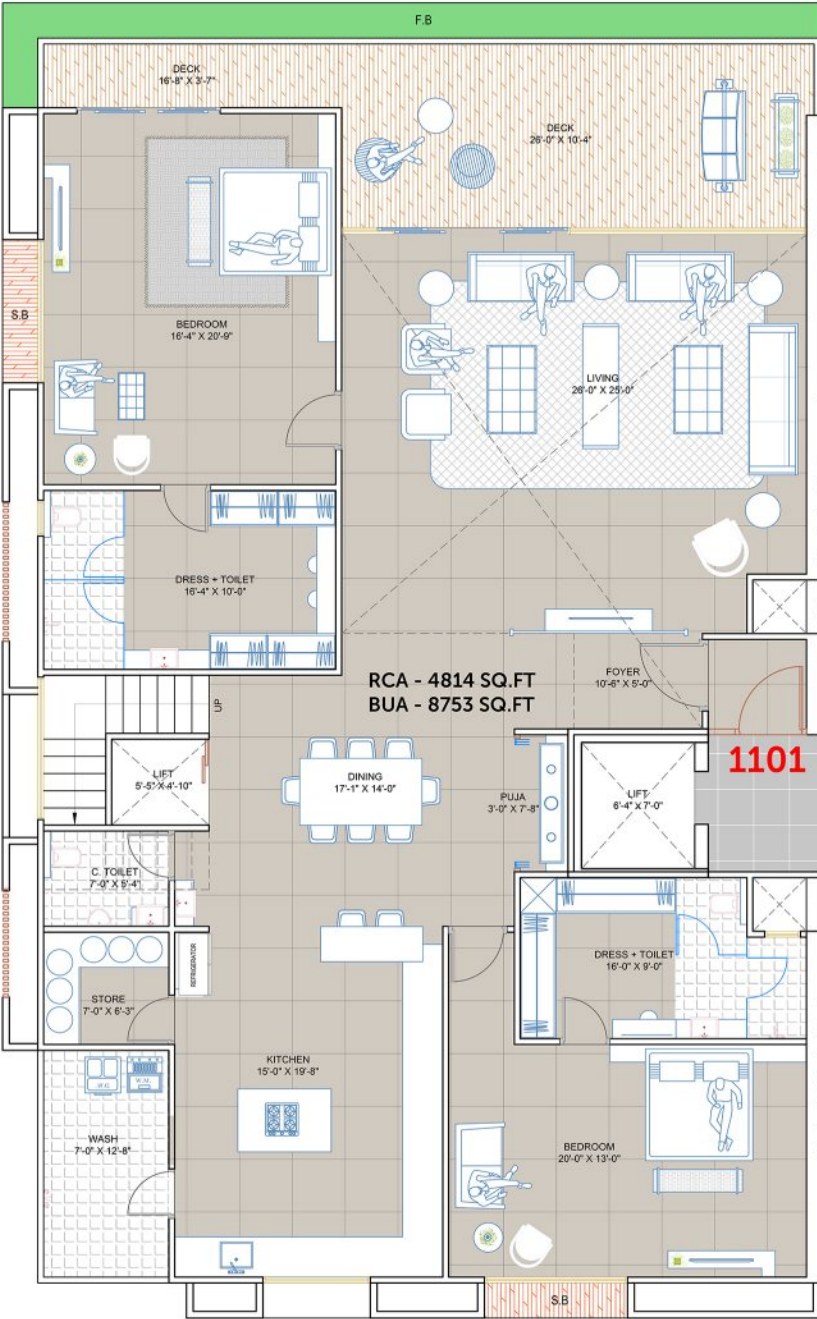 F.B
DECK
16'-8" X 3'-7"
DECK
26'-0" X 10'-4"
S.B
BEDROOM
16'-4" X 20'-9"
LIVING
26'-0" X 25'-0"
DRESS + TOILET
16'-4" X 10'-0"
RCA - 4814 SQ.FT
BUA - 8753 SQ.FT
FOYER
10'-6" X 5'-0"
UP
LIFT
5'-5" X 4'-10"
DINING
17'-1" X 14'-0"
PUJA
3'-0" X 7'-8"
LIFT
6'-4" X 7'-0"
1101
C. TOILET
7'-0" X 5'-4"
REFRIGERATOR
DRESS + TOILET
16'-0" X 9'-0"
STORE
7'-0" X 6'-3"
KITCHEN
15'-0" X 19'-8"
WASH
7'-0" X 12'-8"
BEDROOM
20'-0" X 13'-0"
S.B